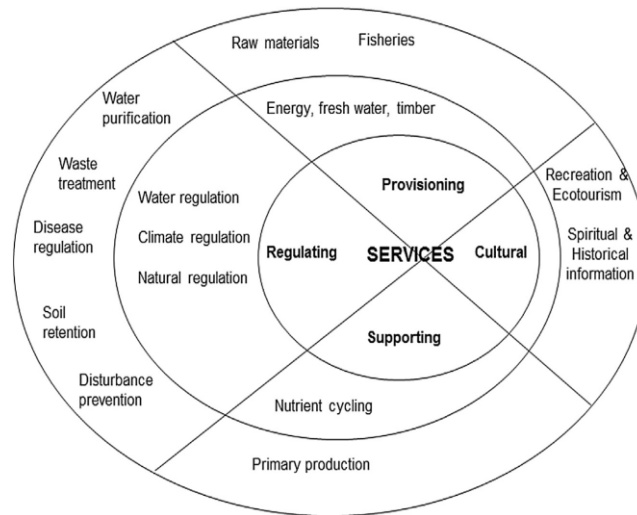 Raw materials
Fisheries
Water
purification
Energy, fresh water, timber
Waste
treatment
Provisioning
Recreation &
Ecotourism
Water regulation
Disease
regulation
Climate regulation
Regulating
SERVICES
Cultural
Spiritual &
Historical
information
Natural regulation
Soil
retention
Supporting
Disturbance
prevention
Nutrient cycling
Primary production